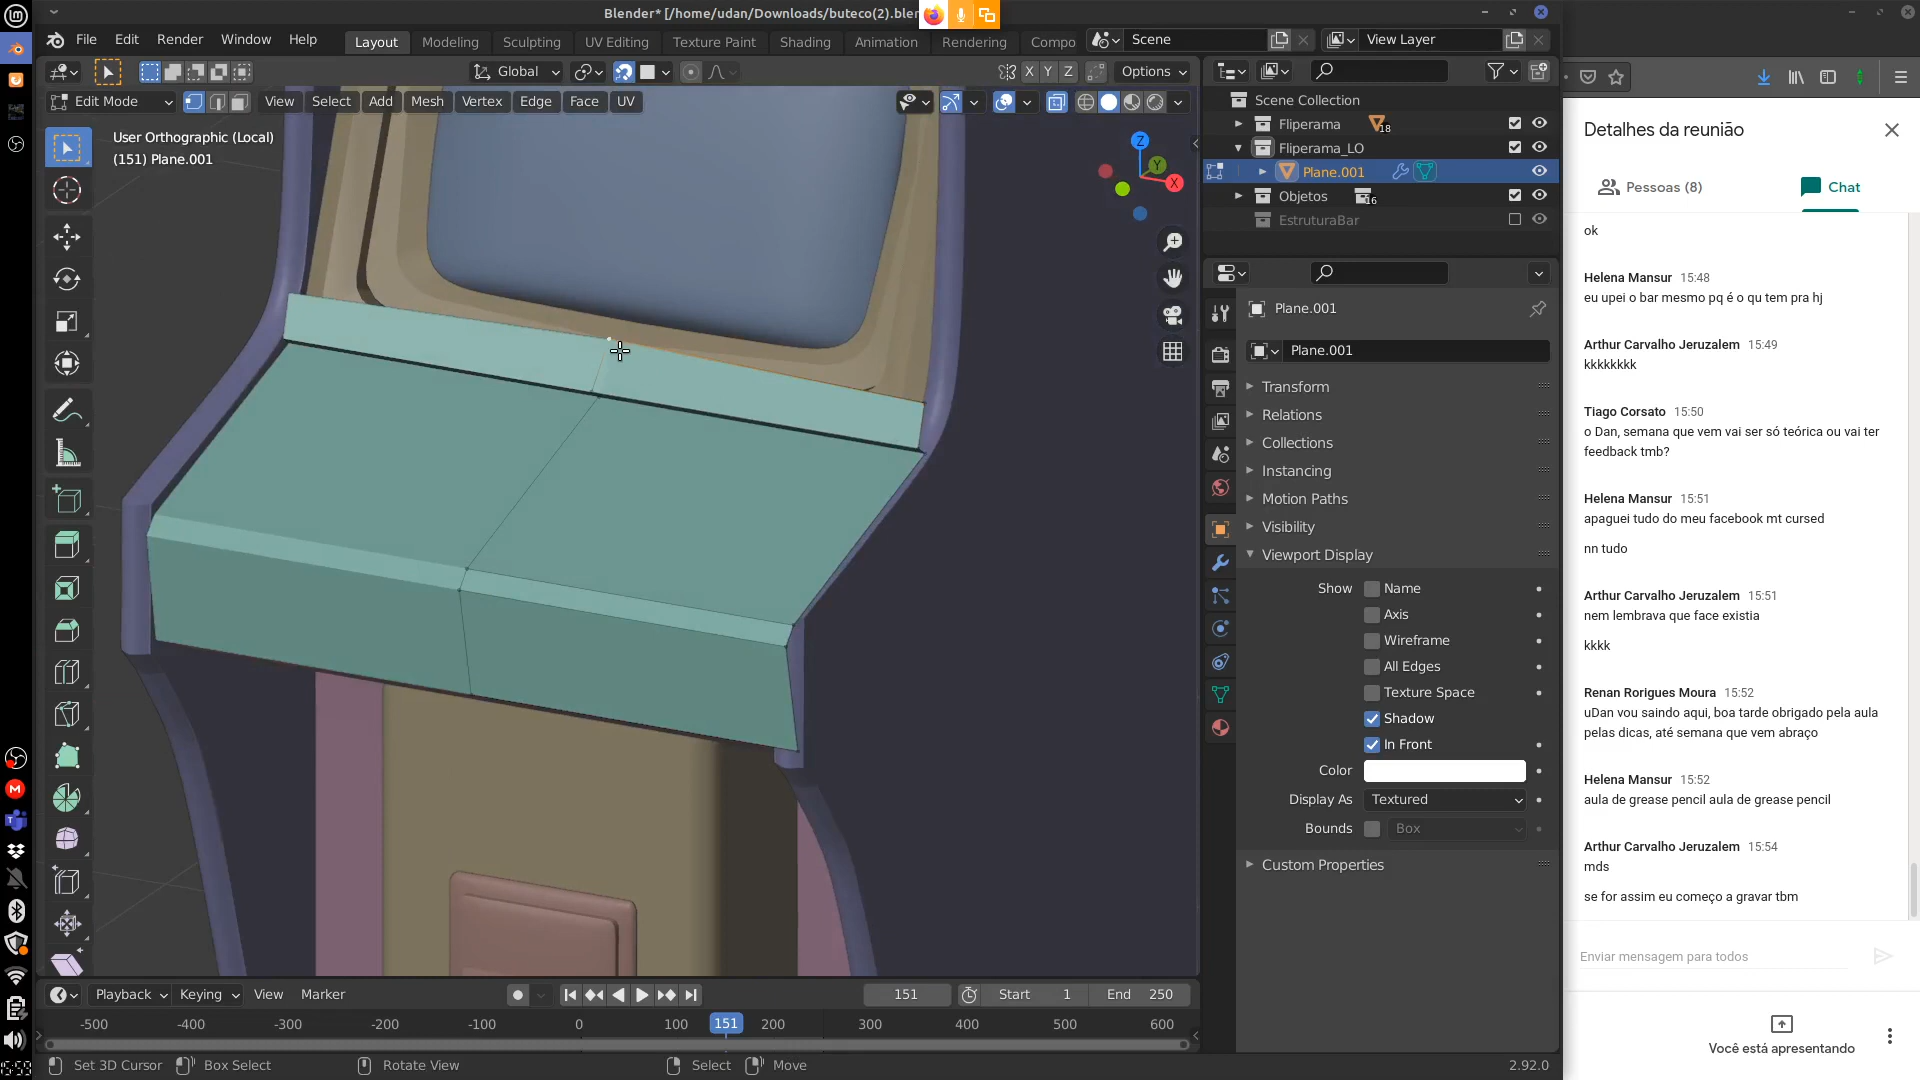 Blender* [/home/udan/Downloads/buteco(2).blen
File Edit Render Window Help
Layout Modeling Sculpting UV Editing Texture Paint Shading Animation Rendering Compo
Scene
View Layer
Global
X Y Z
Options
Edit Mode
View Select Add Mesh Vertex Edge Face UV
User Orthographic (Local)
(151) Plane.001
Z
Y
X
Scene Collection
Fliperama 18
Fliperama_LO
Plane.001
Objetos 16
EstruturaBar
Plane.001
Plane.001
Transform
Relations
Collections
Instancing
Motion Paths
Visibility
Viewport Display
Show Name
Axis
Wireframe
All Edges
Texture Space
Shadow
In Front
Color
Display As Textured
Bounds Box
Custom Properties
Playback Keying View Marker
151
Start 1
End 250
-500 -400 -300 -200 -100 0 100 151 200 300 400 500 600
Set 3D Cursor Box Select Rotate View Select Move 2.92.0
Detalhes da reunião
Pessoas (8)
Chat
ok
Helena Mansur 15:48
eu upei o bar mesmo pq é o qu tem pra hj
Arthur Carvalho Jeruzalem 15:49
kkkkkkkk
Tiago Corsato 15:50
o Dan, semana que vem vai ser só teórica ou vai ter
feedback tmb?
Helena Mansur 15:51
apaguei tudo do meu facebook mt cursed
nn tudo
Arthur Carvalho Jeruzalem 15:51
nem lembrava que face existia
kkkk
Renan Rorigues Moura 15:52
uDan vou saindo aqui, boa tarde obrigado pela aula
pelas dicas, até semana que vem abraço
Helena Mansur 15:52
aula de grease pencil aula de grease pencil
Arthur Carvalho Jeruzalem 15:54
mds
se for assim eu começo a gravar tbm
Enviar mensagem para todos
Você está apresentando